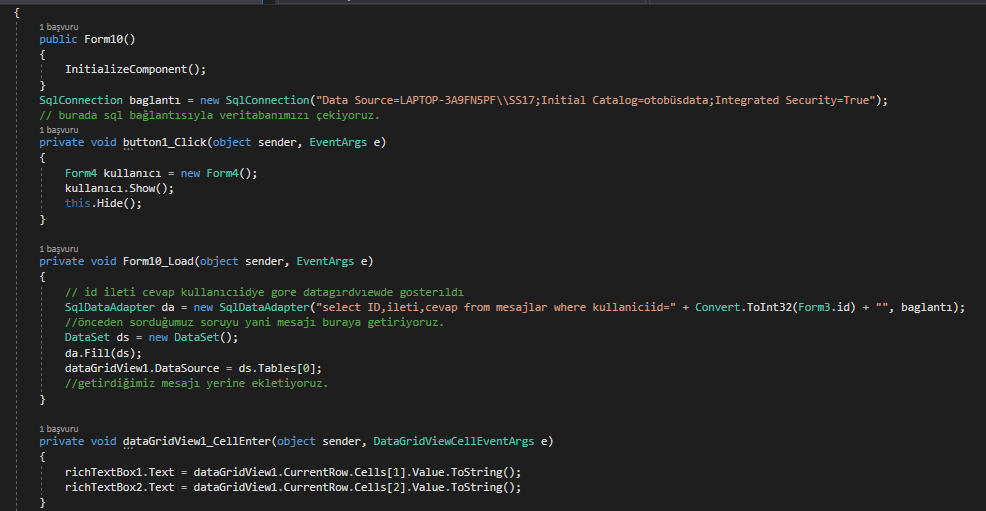 {
1 başvuru
public Form10()
{
InitializeComponent();
}
SqlConnection baglantı = new SqlConnection("Data Source=LAPTOP-3A9FN5PF\\SS17;Initial Catalog=otobüsdata;Integrated Security=True");
// burada sql bağlantısıyla veritabanımızı çekiyoruz.
1 başvuru
private void button1_Click(object sender, EventArgs e)
{
Form4 kullanıcı = new Form4();
kullanıcı.Show();
this.Hide();
}
1 başvuru
private void Form10_Load(object sender, EventArgs e)
{
// id ileti cevap kullanıcıidye gore datagırdvıewde gosterıldı
SqlDataAdapter da = new SqlDataAdapter("select ID,ileti,cevap from mesajlar where kullaniciid=" + Convert.ToInt32(Form3.id) + "", baglantı);
//önceden sorduğumuz soruyu yani mesajı buraya getiriyoruz.
DataSet ds = new DataSet();
da.Fill(ds);
dataGridView1.DataSource = ds.Tables[0];
//getirdiğimiz mesajı yerine ekletiyoruz.
}
1 başvuru
private void dataGridView1_CellEnter(object sender, DataGridViewCellEventArgs e)
{
richTextBox1.Text = dataGridView1.CurrentRow.Cells[1].Value.ToString();
richTextBox2.Text = dataGridView1.CurrentRow.Cells[2].Value.ToString();
}